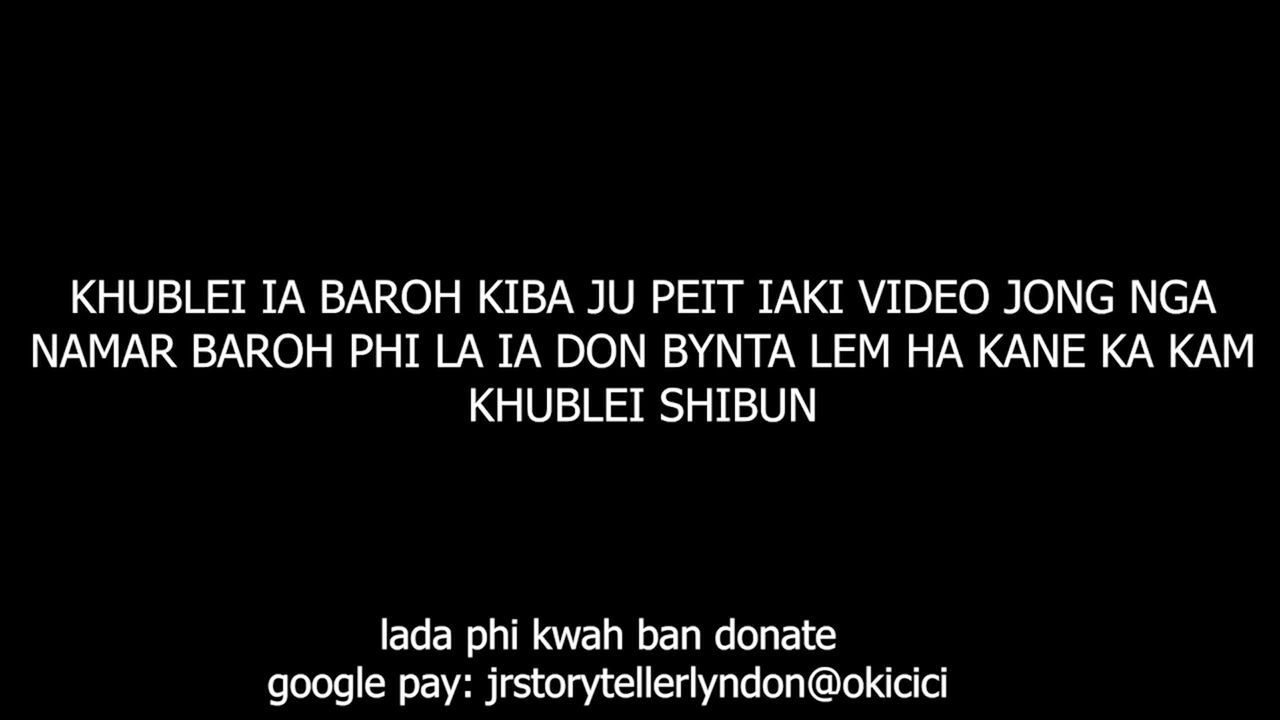 KHUBLEI IA BAROH KIBA JU PEIT IAKI VIDEO JONG NGA
NAMAR BAROH PHI LA IA DON BYNTA LEM HA KANE KA KAM
KHUBLEI SHIBUN
lada phi kwah ban donate
google pay: jrstorytellerlyndon@okicici